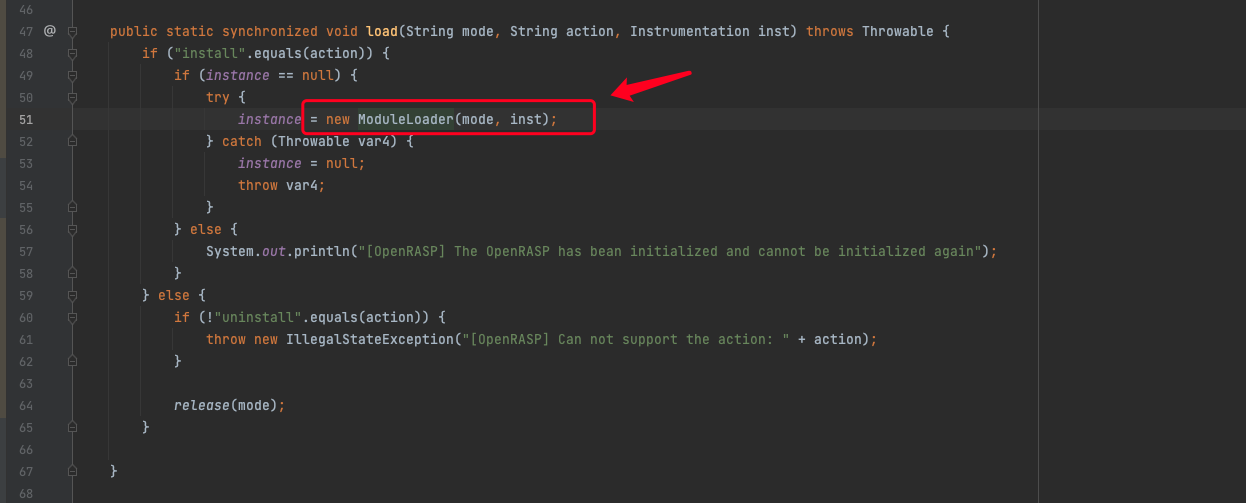 46
47 @ public static synchronized void load(String mode, String action, Instrumentation inst) throws Throwable {
48 if ("install".equals(action)) {
49 if (instance == null) {
50 try {
51 instance = new ModuleLoader(mode, inst);
52 } catch (Throwable var4) {
53 instance = null;
54 throw var4;
55 }
56 } else {
57 System.out.println("[OpenRASP] The OpenRASP has bean initialized and cannot be initialized again");
58 }
59 } else {
60 if (!"uninstall".equals(action)) {
61 throw new IllegalStateException("[OpenRASP] Can not support the action: " + action);
62 }
63
64 release(mode);
65 }
66
67 }
68